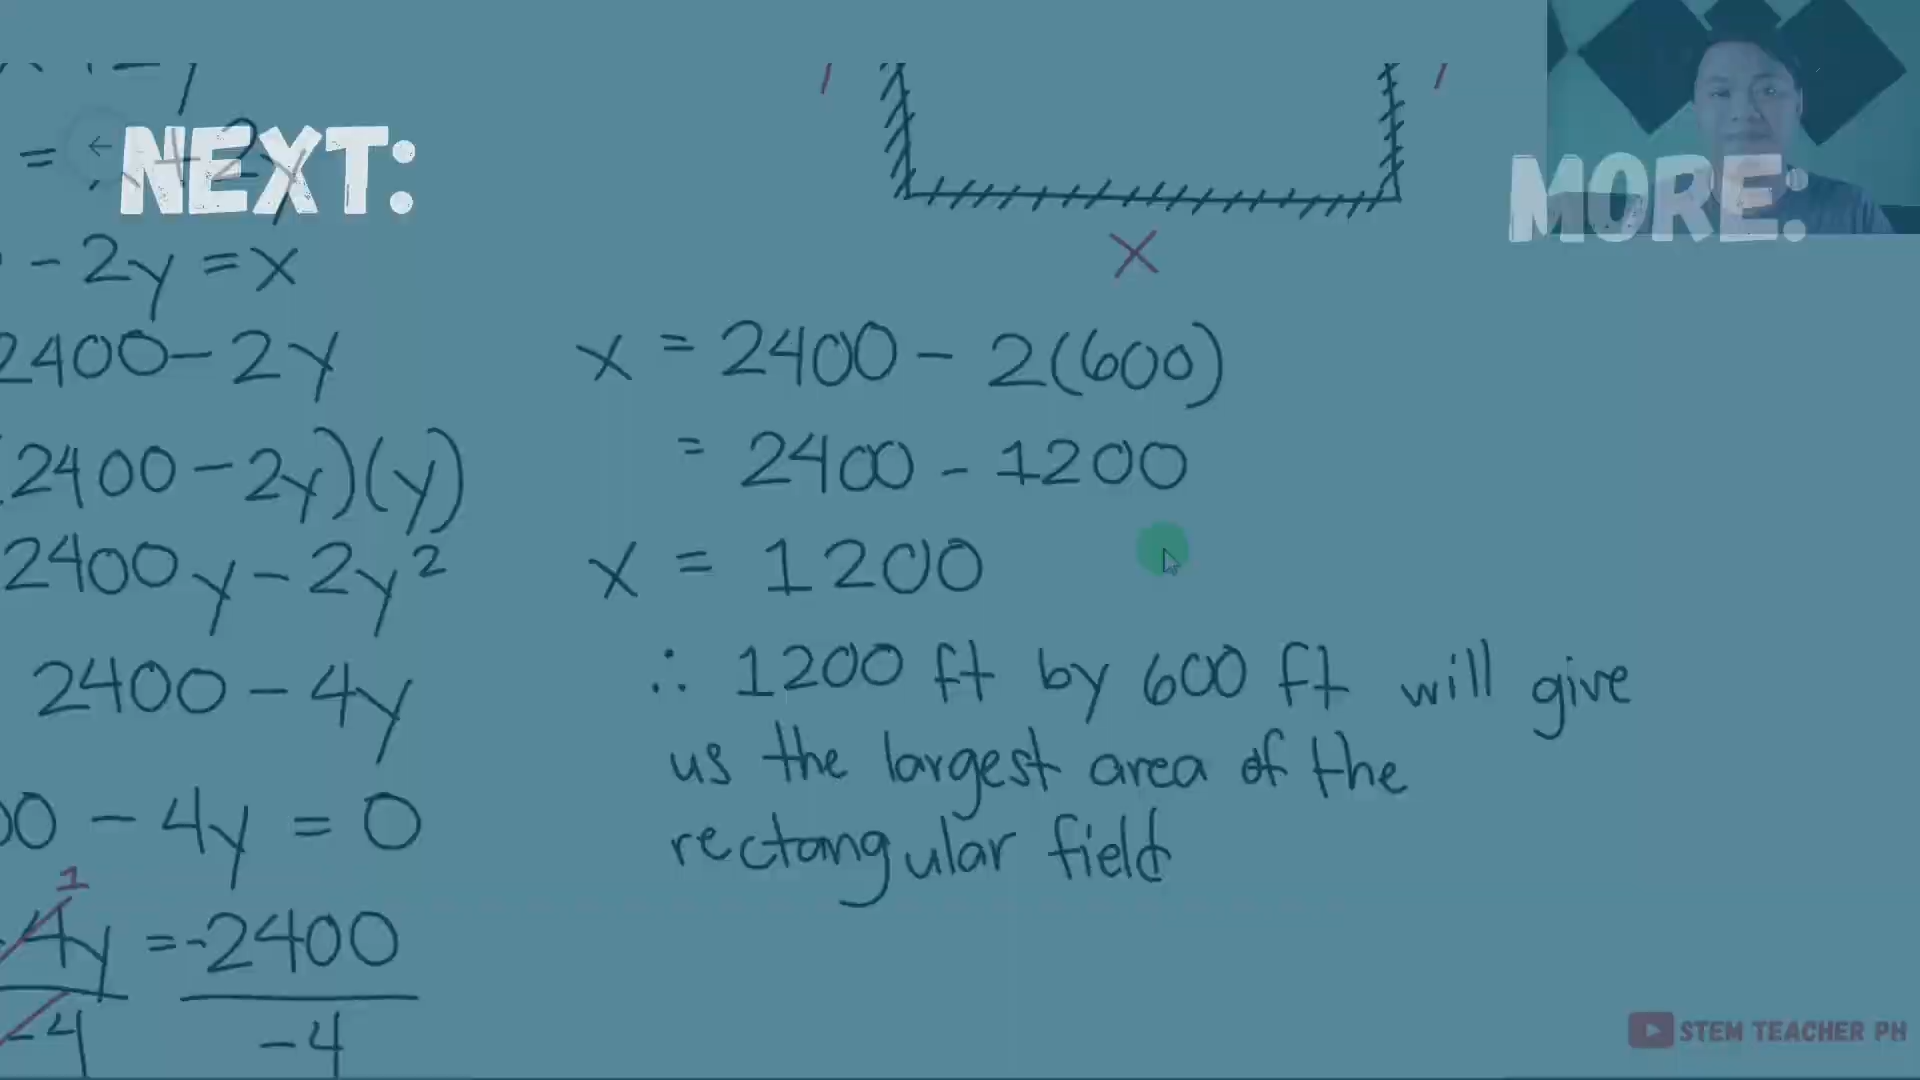 NEXT:
MORE:
= x + 2y
- 2y = x
2400 - 2y
(2400 - 2y)(y)
2400y - 2y²
2400 - 4y
00 - 4y = 0
1
-4y = -2400
-4 -4
x
x = 2400 - 2(600)
= 2400 - 1200
x = 1200
∴ 1200 ft by 600 ft will give
us the largest area of the
rectangular field
STEM TEACHER PH